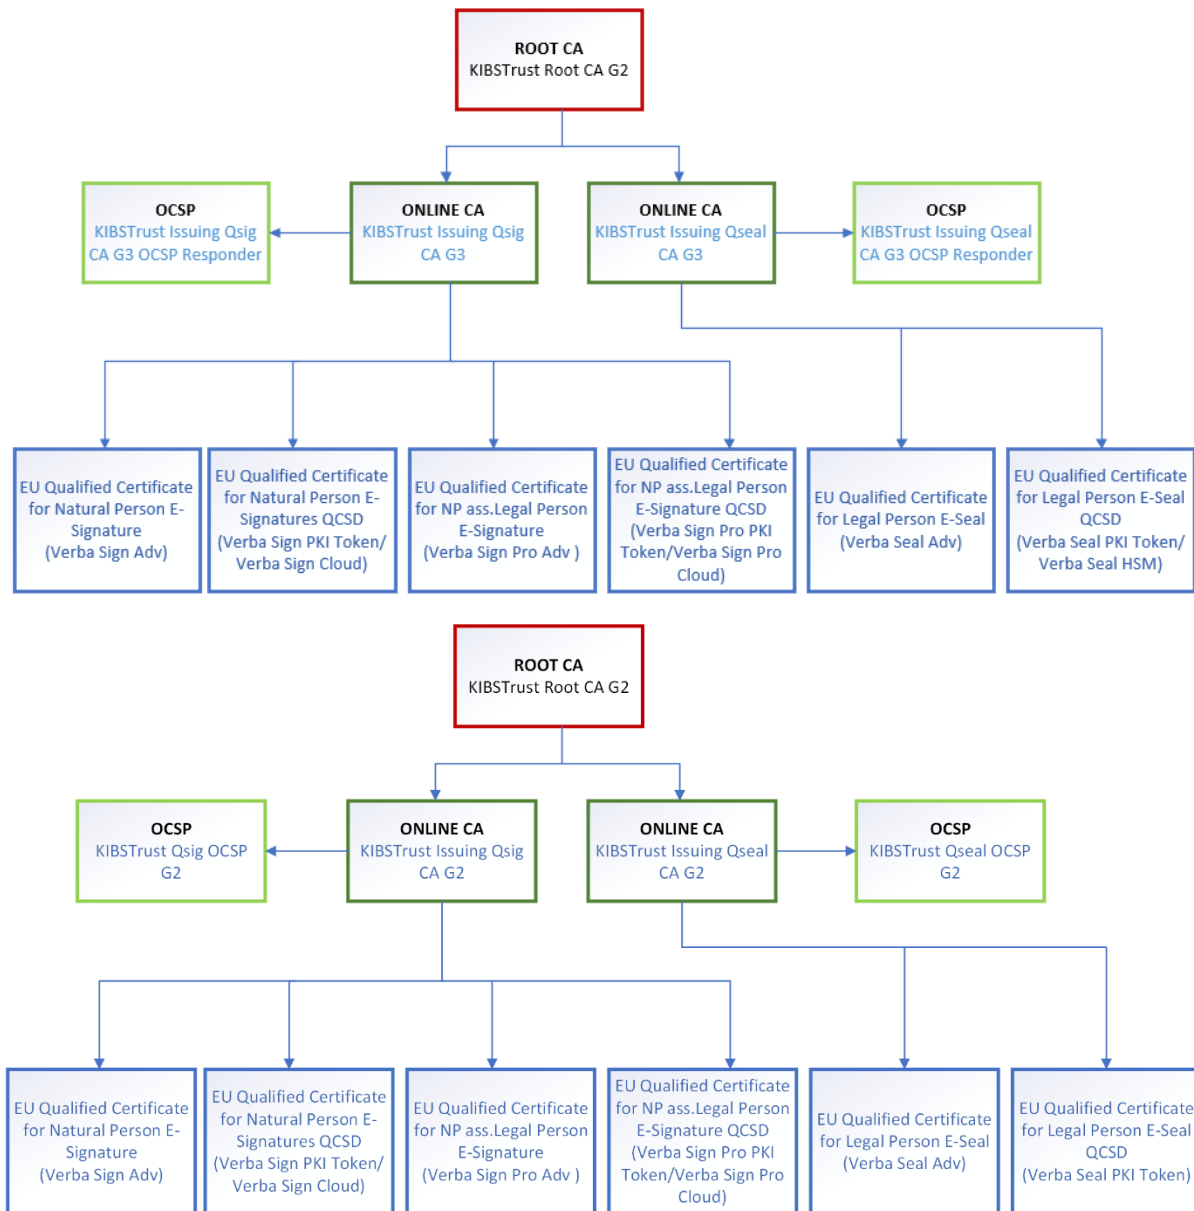 ROOT CA
KIBSTrust Root CA G2
OCSP
KIBSTrust Issuing Qsig
CA G3 OCSP Responder
ONLINE CA
KIBSTrust Issuing Qsig
CA G3
ONLINE CA
KIBSTrust Issuing Qseal
CA G3
OCSP
KIBSTrust Issuing Qseal
CA G3 OCSP Responder
EU Qualified Certificate
for Natural Person E-
Signature
(Verba Sign Adv)
EU Qualified Certificate
for Natural Person E-
Signatures QCSD
(Verba Sign PKI Token/
Verba Sign Cloud)
EU Qualified Certificate
for NP ass.Legal Person
E-Signature
(Verba Sign Pro Adv )
EU Qualified Certificate
for NP ass.Legal Person
E-Signature QCSD
(Verba Sign Pro PKI
Token/Verba Sign Pro
Cloud)
EU Qualified Certificate
for Legal Person E-Seal
(Verba Seal Adv)
EU Qualified Certificate
for Legal Person E-Seal
QCSD
(Verba Seal PKI Token/
Verba Seal HSM)
ROOT CA
KIBSTrust Root CA G2
OCSP
KIBSTrust Qsig OCSP
G2
ONLINE CA
KIBSTrust Issuing Qsig
CA G2
ONLINE CA
KIBSTrust Issuing Qseal
CA G2
OCSP
KIBSTrust Qseal OCSP
G2
EU Qualified Certificate
for Natural Person E-
Signature
(Verba Sign Adv)
EU Qualified Certificate
for Natural Person E-
Signatures QCSD
(Verba Sign PKI Token/
Verba Sign Cloud)
EU Qualified Certificate
for NP ass.Legal Person
E-Signature
(Verba Sign Pro Adv )
EU Qualified Certificate
for NP ass.Legal Person
E-Signature QCSD
(Verba Sign Pro PKI
Token/Verba Sign Pro
Cloud)
EU Qualified Certificate
for Legal Person E-Seal
(Verba Seal Adv)
EU Qualified Certificate
for Legal Person E-Seal
QCSD
(Verba Seal PKI Token)